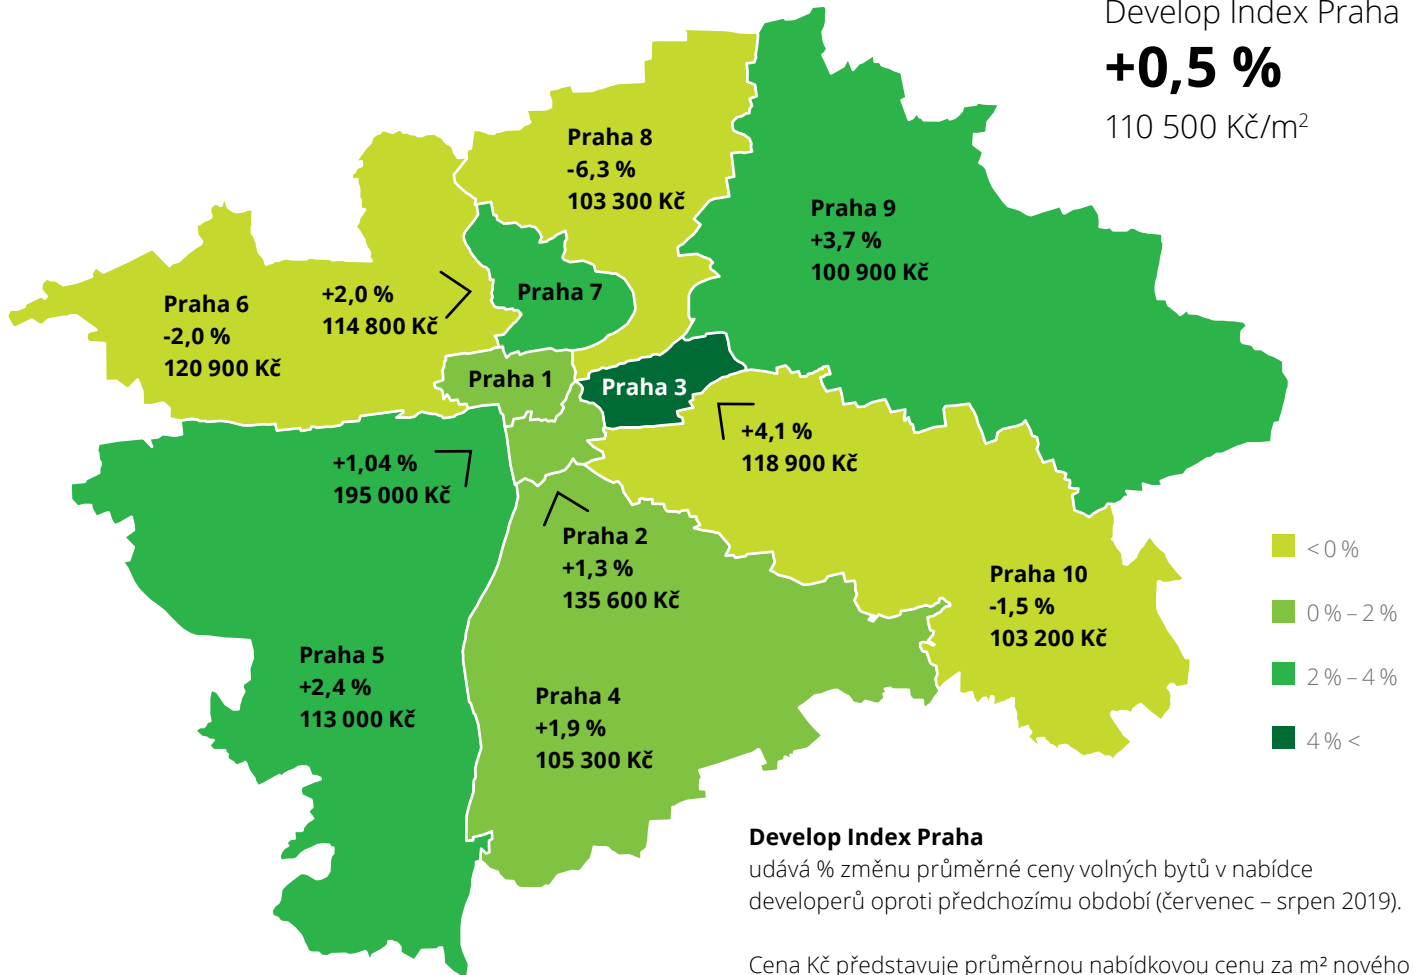 Develop Index Praha
+0,5 %
110 500 Kč/m²
Praha 8
-6,3 %
103 300 Kč
Praha 9
+3,7 %
100 900 Kč
Praha 6
-2,0 %
120 900 Kč
+2,0 %
114 800 Kč
Praha 7
Praha 1
Praha 3
+4,1 %
118 900 Kč
+1,04 %
195 000 Kč
Praha 2
+1,3 %
135 600 Kč
Praha 10
-1,5 %
103 200 Kč
Praha 5
+2,4 %
113 000 Kč
Praha 4
+1,9 %
105 300 Kč
< 0 %
0 % – 2 %
2 % – 4 %
4 % <
Develop Index Praha
udává % změnu průměrné ceny volných bytů v nabídce
developerů oproti předchozímu období (červenec – srpen 2019).
Cena Kč představuje průměrnou nabídkovou cenu za m² nového